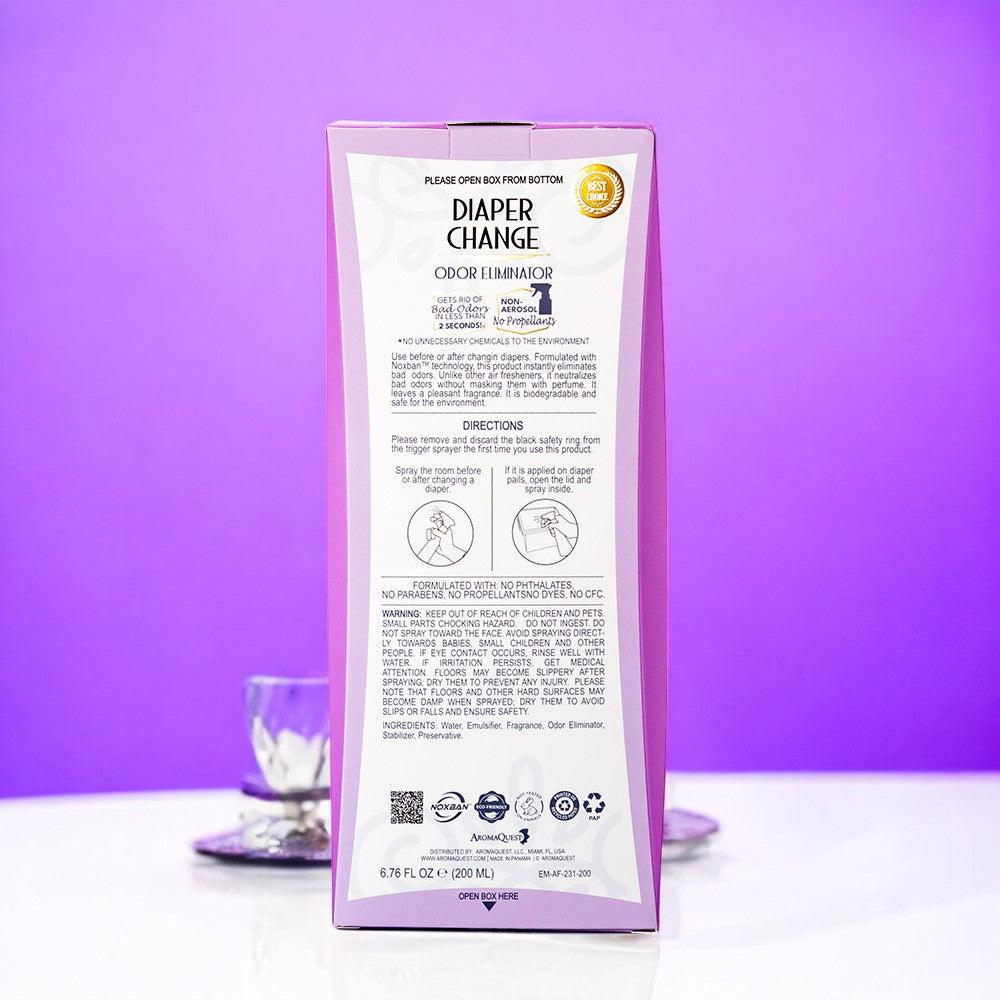 PLEASE OPEN BOX FROM BOTTOM
BEST
CHOICE
DIAPER
CHANGE
ODOR ELIMINATOR
GETS RID OF
Bad Odors
IN LESS THAN
2 SECONDS!
NON-
AEROSOL
No Propellants
*NO UNNECESSARY CHEMICALS TO THE ENVIRONMENT
Use before or after changin diapers. Formulated with
Noxban™ technology, this product instantly eliminates
bad odors. Unlike other air fresheners, it neutralizes
bad odors without masking them with perfume. It
leaves a pleasant fragrance. It is biodegradable and
safe for the environment.
DIRECTIONS
Please remove and discard the black safety ring from
the trigger sprayer the first time you use this product.
Spray the room before
or after changing a
diaper.
If it is applied on diaper
pails, open the lid and
spray inside.
FORMULATED WITH: NO PHTHALATES,
NO PARABENS, NO PROPELLANTSNO DYES, NO CFC.
WARNING: KEEP OUT OF REACH OF CHILDREN AND PETS.
SMALL PARTS CHOCKING HAZARD. DO NOT INGEST. DO
NOT SPRAY TOWARD THE FACE. AVOID SPRAYING DIRECT-
LY TOWARDS BABIES, SMALL CHILDREN AND OTHER
PEOPLE. IF EYE CONTACT OCCURS, RINSE WELL WITH
WATER. IF IRRITATION PERSISTS, GET MEDICAL
ATTENTION. FLOORS MAY BECOME SLIPPERY AFTER
SPRAYING; DRY THEM TO PREVENT ANY INJURY. PLEASE
NOTE THAT FLOORS AND OTHER HARD SURFACES MAY
BECOME DAMP WHEN SPRAYED; DRY THEM TO AVOID
SLIPS OR FALLS AND ENSURE SAFETY.
INGREDIENTS: Water, Emulsifier, Fragrance, Odor Eliminator,
Stabilizer, Preservative.
NOXBAN™
ECO-FRIENDLY
NOT TESTED
ON ANIMALS
PRINTED ON
RECYCLED PAPER
PAP
AROMAQUEST
DISTRIBUTED BY: AROMAQUEST, LLC., MIAMI, FL, USA
WWW.AROMAQUEST.COM | MADE IN PANAMA | © AROMAQUEST
6.76 FL OZ ℮ (200 ML)
EM-AF-231-200
OPEN BOX HERE